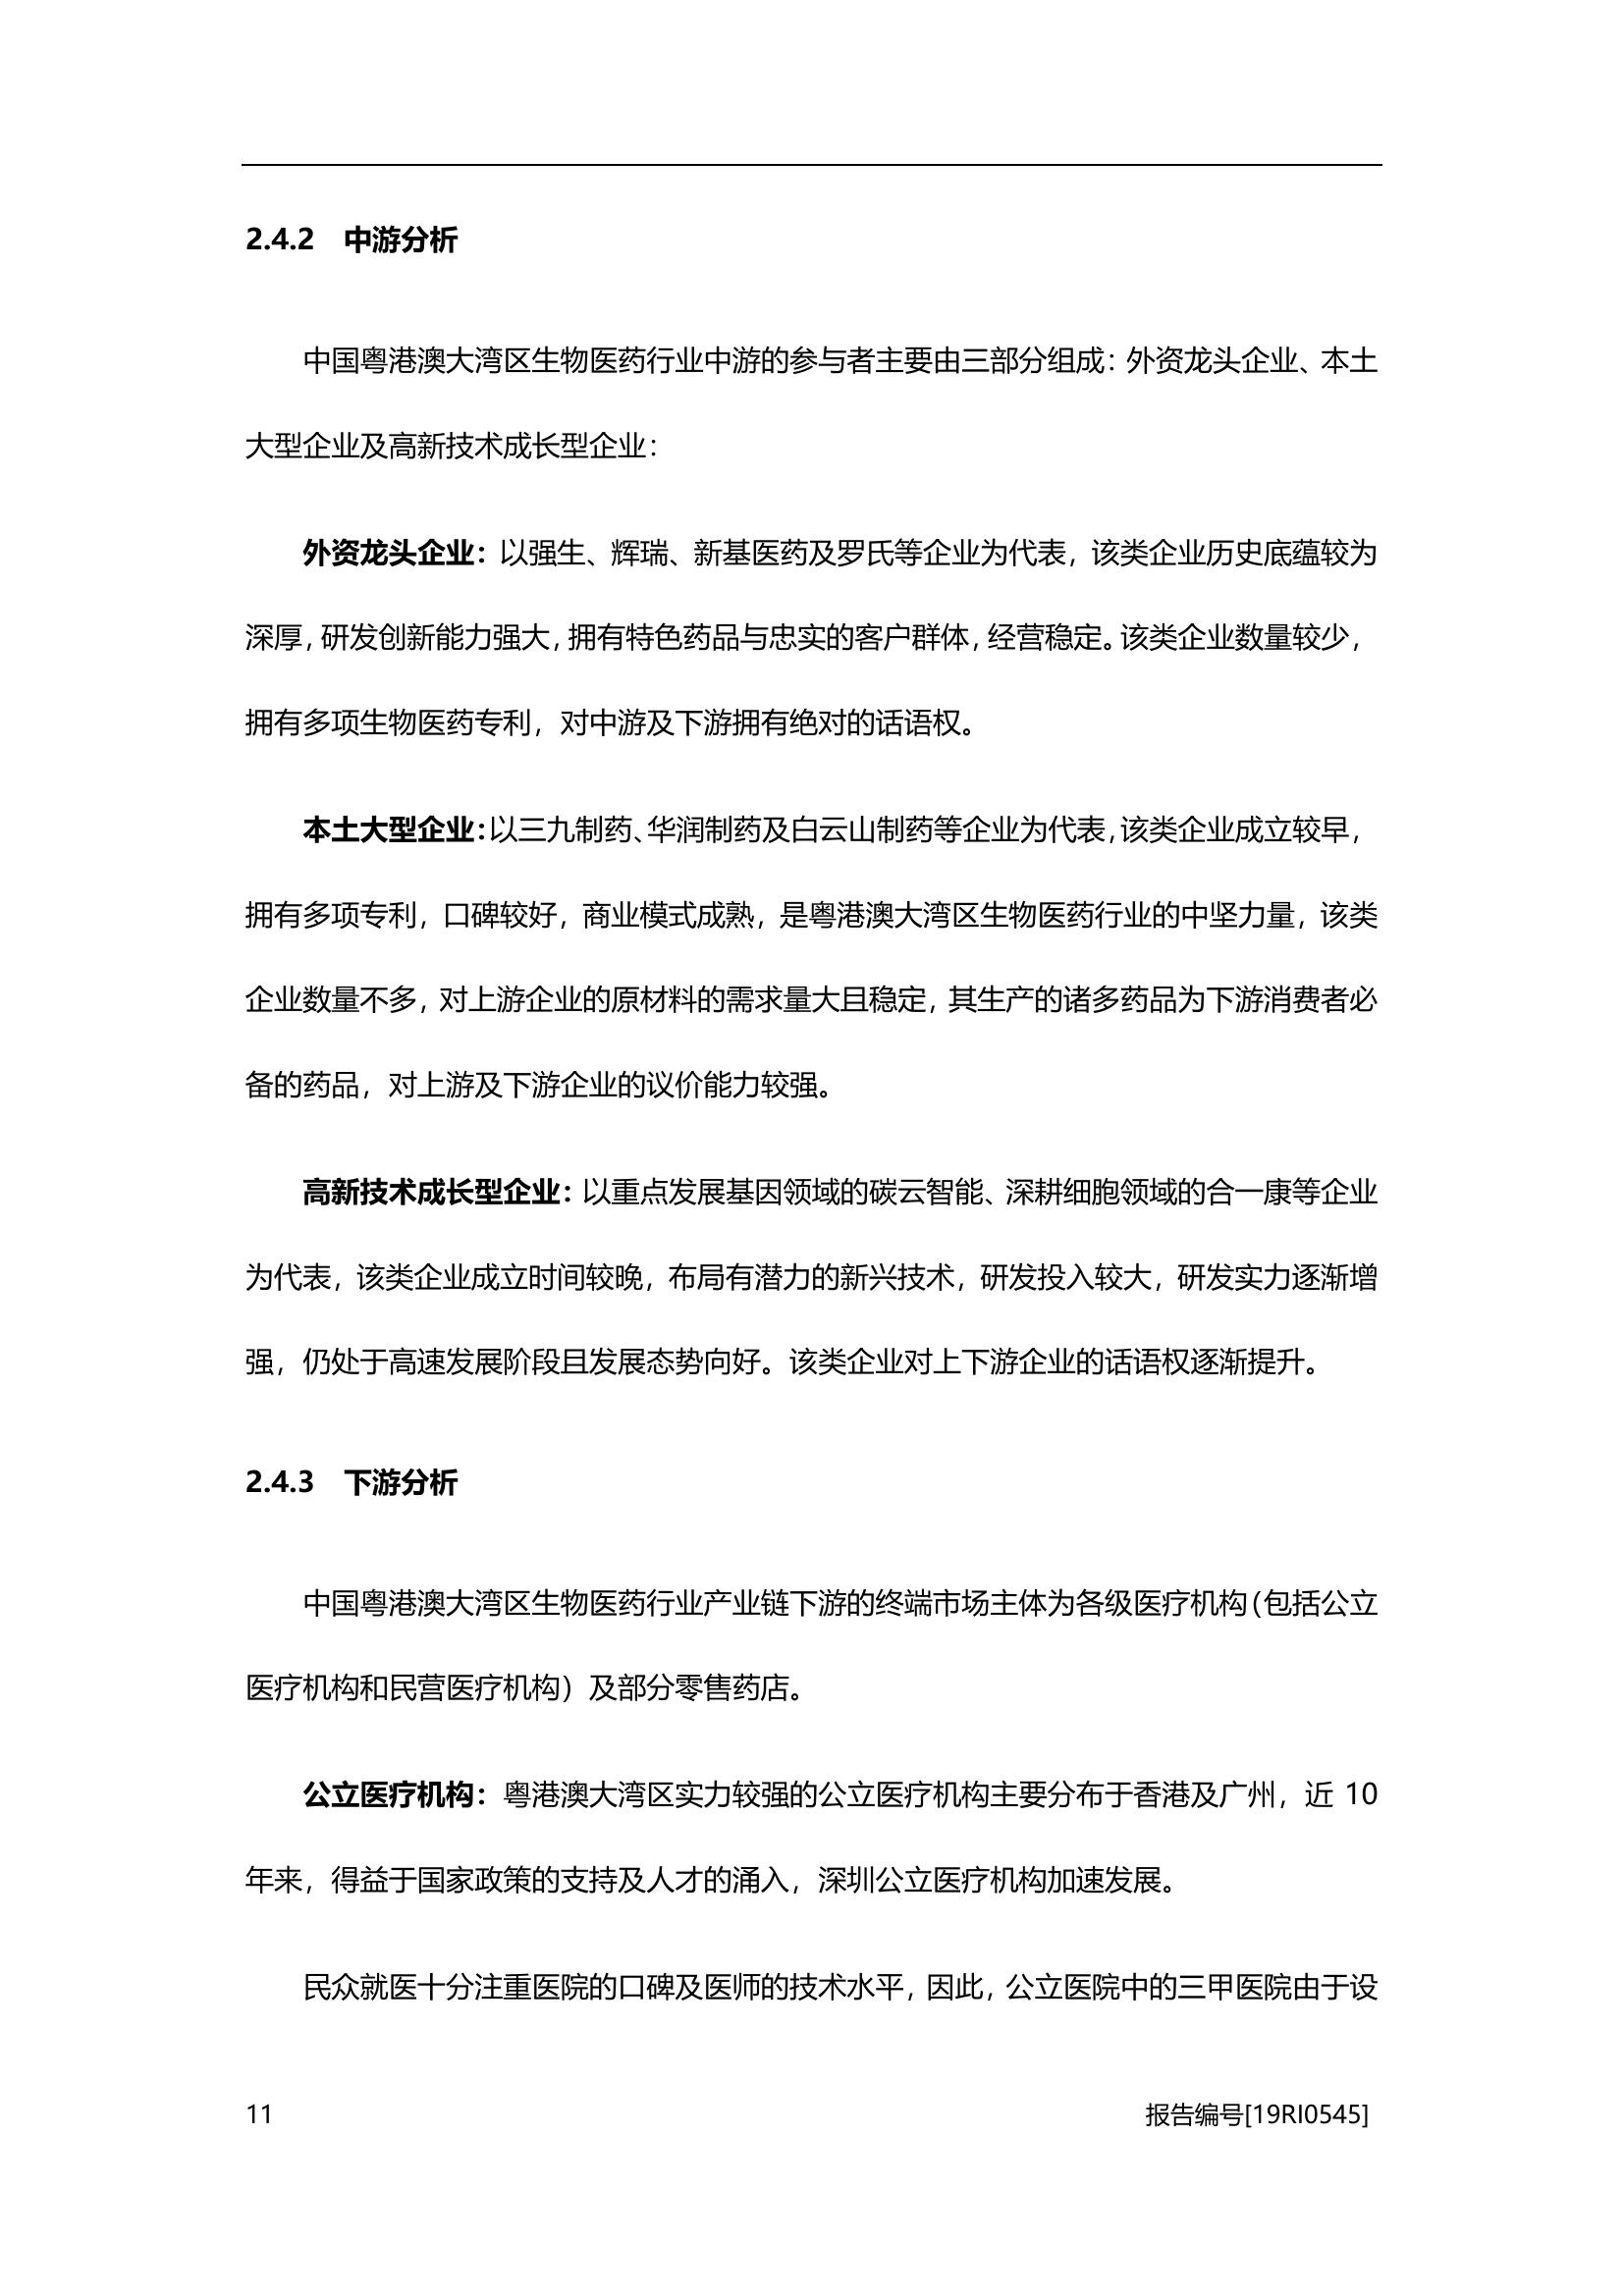 2.4.2 中游分析
中国粤港澳大湾区生物医药行业中游的参与者主要由三部分组成：外资龙头企业、本土
大型企业及高新技术成长型企业：
外资龙头企业：以强生、辉瑞、新基医药及罗氏等企业为代表，该类企业历史底蕴较为
深厚，研发创新能力强大，拥有特色药品与忠实的客户群体，经营稳定。该类企业数量较少，
拥有多项生物医药专利，对中游及下游拥有绝对的话语权。
本土大型企业：以三九制药、华润制药及白云山制药等企业为代表，该类企业成立较早，
拥有多项专利，口碑较好，商业模式成熟，是粤港澳大湾区生物医药行业的中坚力量，该类
企业数量不多，对上游企业的原材料的需求量大且稳定，其生产的诸多药品为下游消费者必
备的药品，对上游及下游企业的议价能力较强。
高新技术成长型企业：以重点发展基因领域的碳云智能、深耕细胞领域的合一康等企业
为代表，该类企业成立时间较晚，布局有潜力的新兴技术，研发投入较大，研发实力逐渐增
强，仍处于高速发展阶段且发展态势向好。该类企业对上下游企业的话语权逐渐提升。
2.4.3 下游分析
中国粤港澳大湾区生物医药行业产业链下游的终端市场主体为各级医疗机构（包括公立
医疗机构和民营医疗机构）及部分零售药店。
公立医疗机构：粤港澳大湾区实力较强的公立医疗机构主要分布于香港及广州，近 10
年来，得益于国家政策的支持及人才的涌入，深圳公立医疗机构加速发展。
民众就医十分注重医院的口碑及医师的技术水平，因此，公立医院中的三甲医院由于设
11 报告编号[19RI0545]